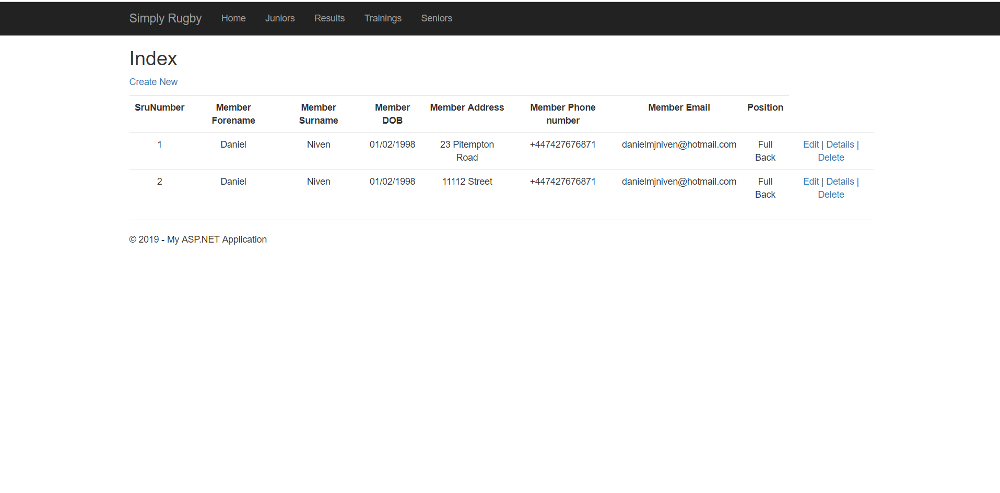 Simply Rugby Home Juniors Results Trainings Seniors
Index
Create New
SruNumber Member Forename Member Surname Member DOB Member Address Member Phone number Member Email Position
1 Daniel Niven 01/02/1998 23 Pitempton Road +447427676871 danielmjniven@hotmail.com Full Back Edit | Details | Delete
2 Daniel Niven 01/02/1998 11112 Street +447427676871 danielmjniven@hotmail.com Full Back Edit | Details | Delete
© 2019 - My ASP.NET Application